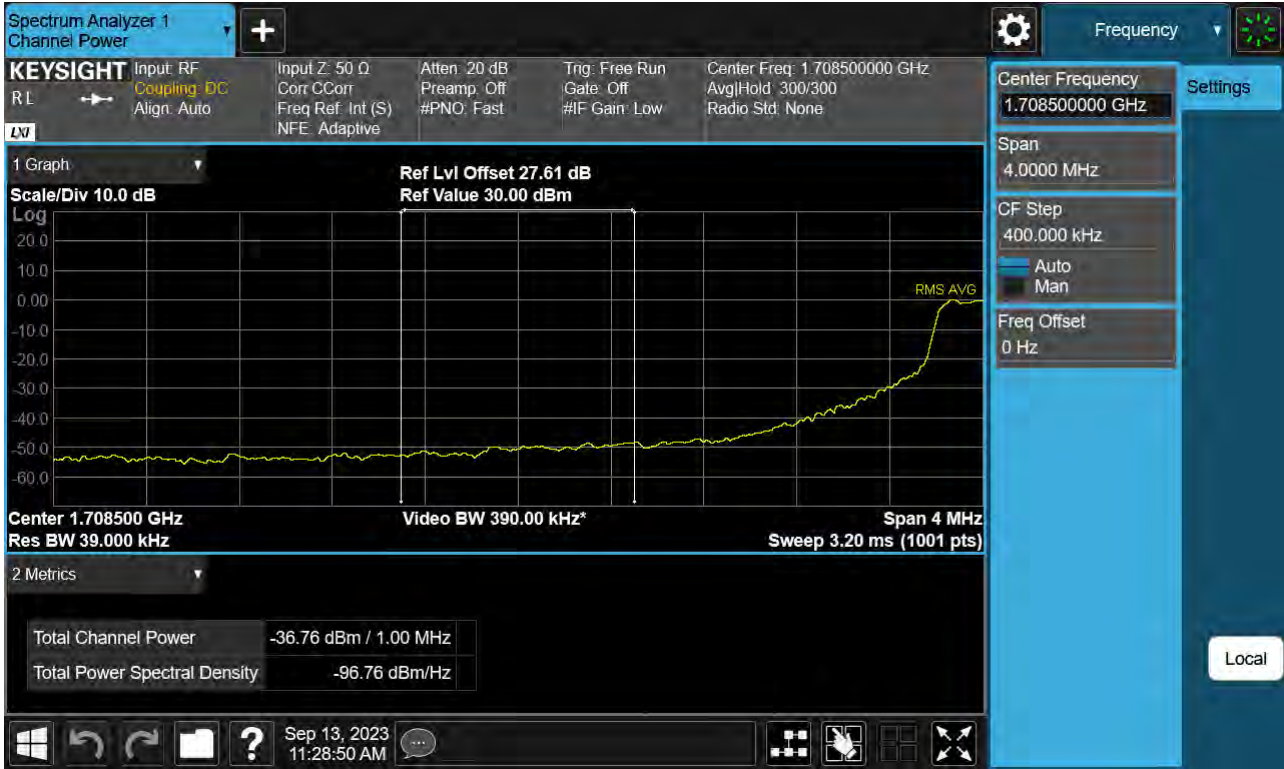 Spectrum Analyzer 1
Channel Power
Frequency
KEYSIGHT
R L
LXI
Input: RF
Coupling: DC
Align: Auto
Input Z: 50 Ω
Corr CCorr
Freq Ref: Int (S)
NFE: Adaptive
Atten: 20 dB
Preamp: Off
#PNO: Fast
Trig: Free Run
Gate: Off
#IF Gain: Low
Center Freq: 1.708500000 GHz
Avg|Hold: 300/300
Radio Std: None
Center Frequency
1.708500000 GHz
Settings
Span
4.0000 MHz
CF Step
400.000 kHz
Auto
Man
Freq Offset
0 Hz
Local
1 Graph
Ref Lvl Offset 27.61 dB
Scale/Div 10.0 dB
Ref Value 30.00 dBm
Log
20.0
10.0
0.00
-10.0
-20.0
-30.0
-40.0
-50.0
-60.0
RMS AVG
Center 1.708500 GHz
Video BW 390.00 kHz*
Span 4 MHz
Res BW 39.000 kHz
Sweep 3.20 ms (1001 pts)
2 Metrics
Total Channel Power
-36.76 dBm / 1.00 MHz
Total Power Spectral Density
-96.76 dBm/Hz
Sep 13, 2023
11:28:50 AM